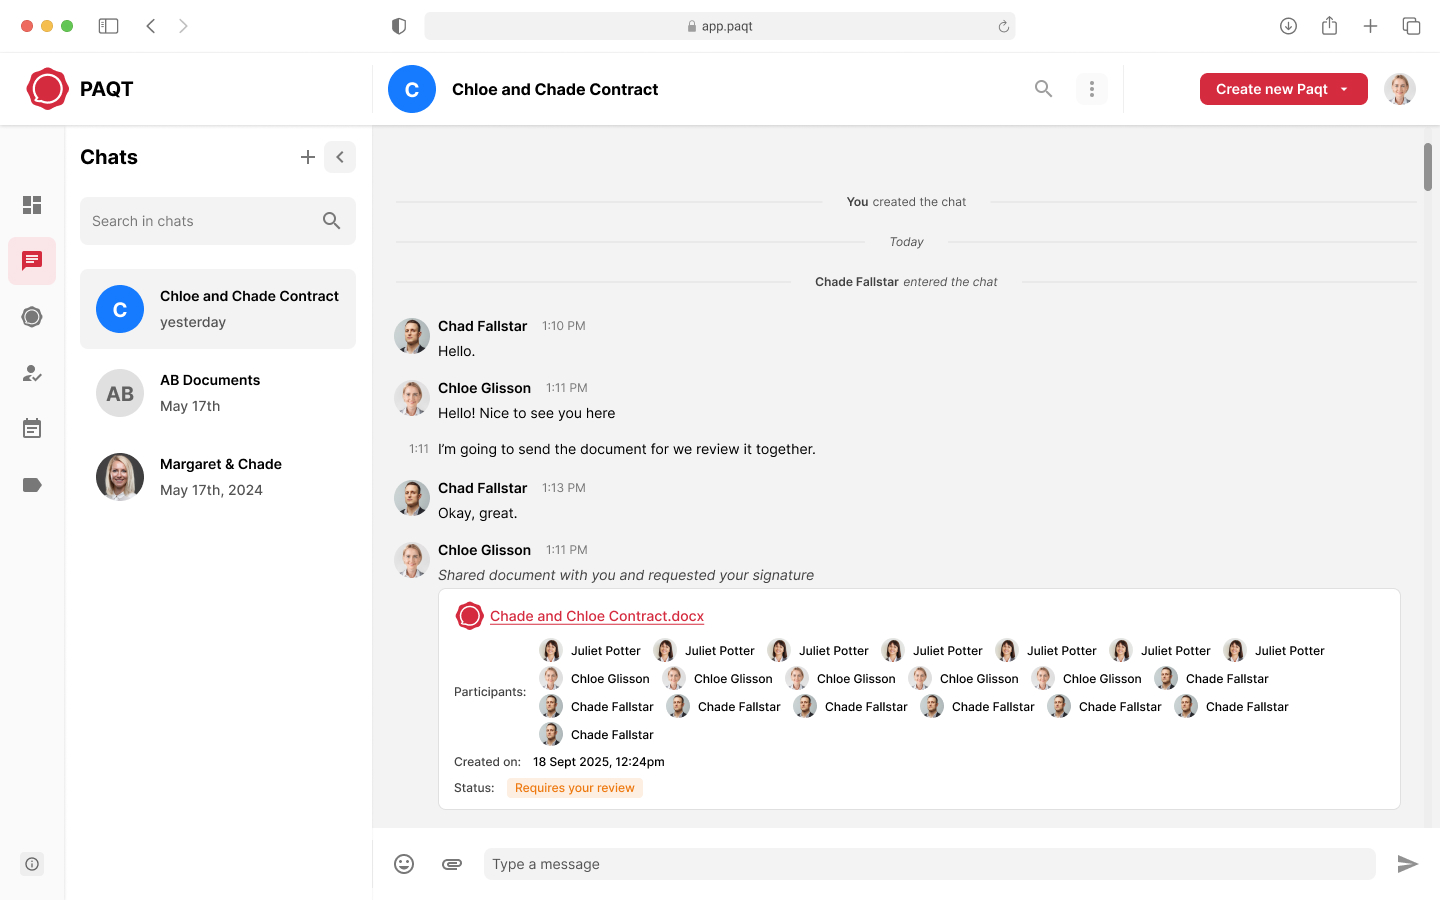 app.paqt
PAQT
C
Chloe and Chade Contract
Create new Paqt
Chats
Search in chats
C
Chloe and Chade Contract
yesterday
AB
AB Documents
May 17th
Margaret & Chade
May 17th, 2024
You created the chat
Today
Chade Fallstar entered the chat
Chad Fallstar 1:10 PM
Hello.
Chloe Glisson 1:11 PM
Hello! Nice to see you here
1:11 I'm going to send the document for we review it together.
Chad Fallstar 1:13 PM
Okay, great.
Chloe Glisson 1:11 PM
Shared document with you and requested your signature
Chade and Chloe Contract.docx
Participants:
Juliet Potter Juliet Potter Juliet Potter Juliet Potter Juliet Potter Juliet Potter Juliet Potter
Chloe Glisson Chloe Glisson Chloe Glisson Chloe Glisson Chloe Glisson Chade Fallstar
Chade Fallstar Chade Fallstar Chade Fallstar Chade Fallstar Chade Fallstar Chade Fallstar
Chade Fallstar
Created on: 18 Sept 2025, 12:24pm
Status: Requires your review
Type a message